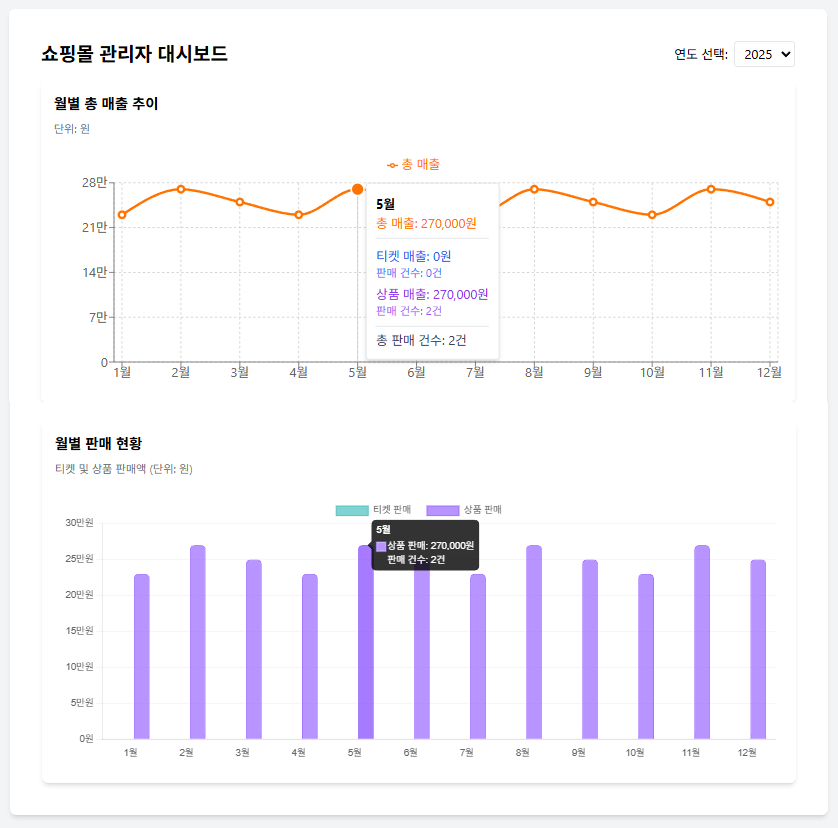 쇼핑몰 관리자 대시보드
연도 선택: 2025
월별 총 매출 추이
단위: 원
총 매출
28만
21만
14만
7만
0
5월
총 매출: 270,000원
티켓 매출: 0원
판매 건수: 0건
상품 매출: 270,000원
판매 건수: 2건
총 판매 건수: 2건
1월 2월 3월 4월 5월 6월 7월 8월 9월 10월 11월 12월
월별 판매 현황
티켓 및 상품 판매액 (단위: 원)
티켓 판매 상품 판매
30만원
25만원
20만원
15만원
10만원
5만원
0원
5월
상품 판매: 270,000원
판매 건수: 2건
1월 2월 3월 4월 5월 6월 7월 8월 9월 10월 11월 12월